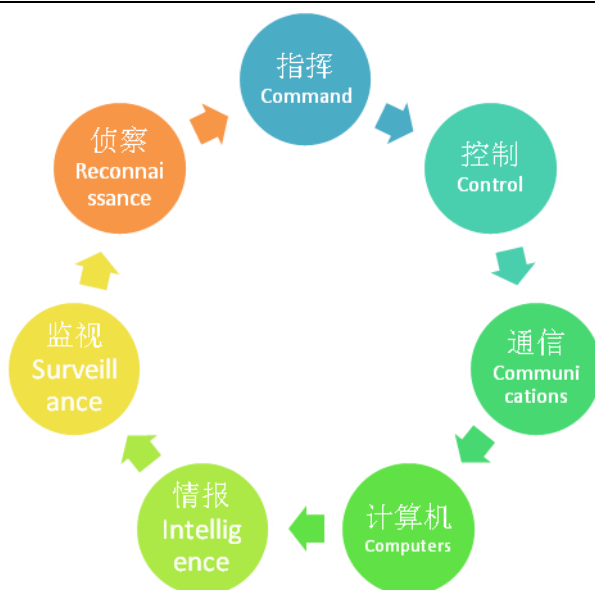 指挥
Command
控制
Control
通信
Communi
cations
计算机
Computers
情报
Intellig
ence
监视
Surveill
ance
侦察
Reconnai
ssance